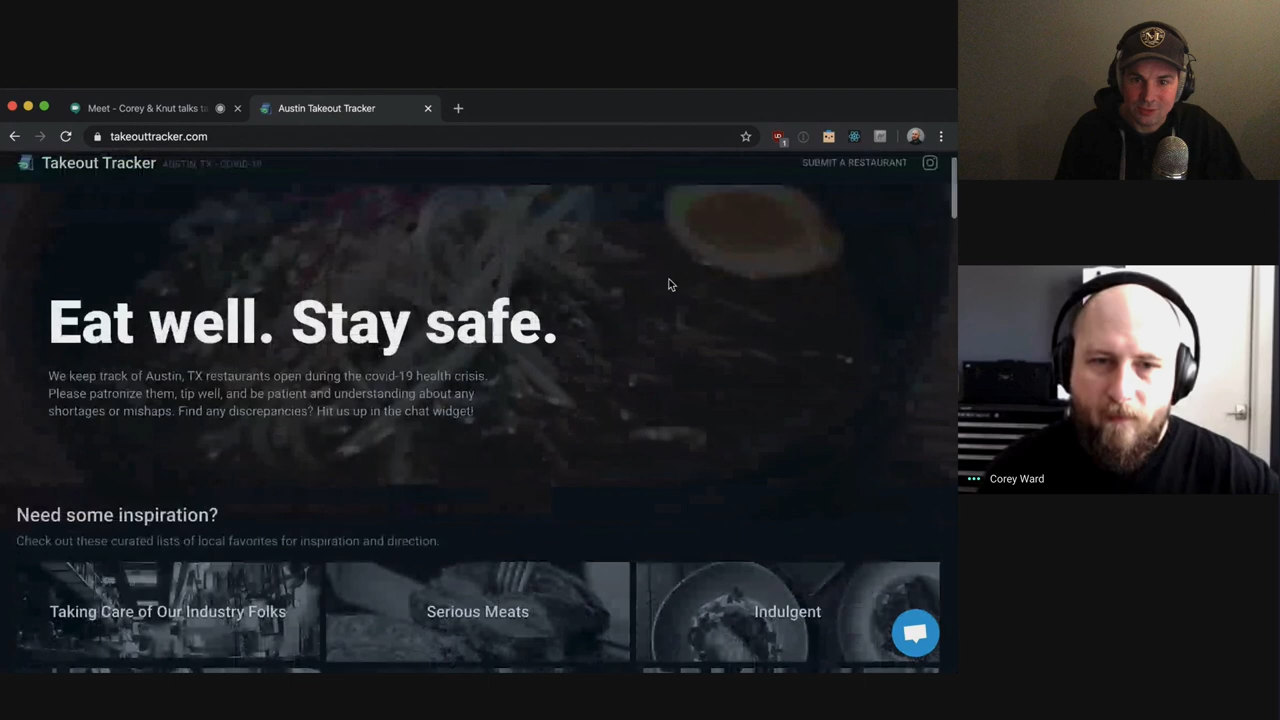 Meet - Corey & Knut talks ta
Austin Takeout Tracker
takeouttracker.com
Takeout Tracker AUSTIN, TX - COVID-19
SUBMIT A RESTAURANT
Eat well. Stay safe.
We keep track of Austin, TX restaurants open during the covid-19 health crisis.
Please patronize them, tip well, and be patient and understanding about any
shortages or mishaps. Find any discrepancies? Hit us up in the chat widget!
Need some inspiration?
Check out these curated lists of local favorites for inspiration and direction.
Taking Care of Our Industry Folks
Serious Meats
Indulgent
Corey Ward